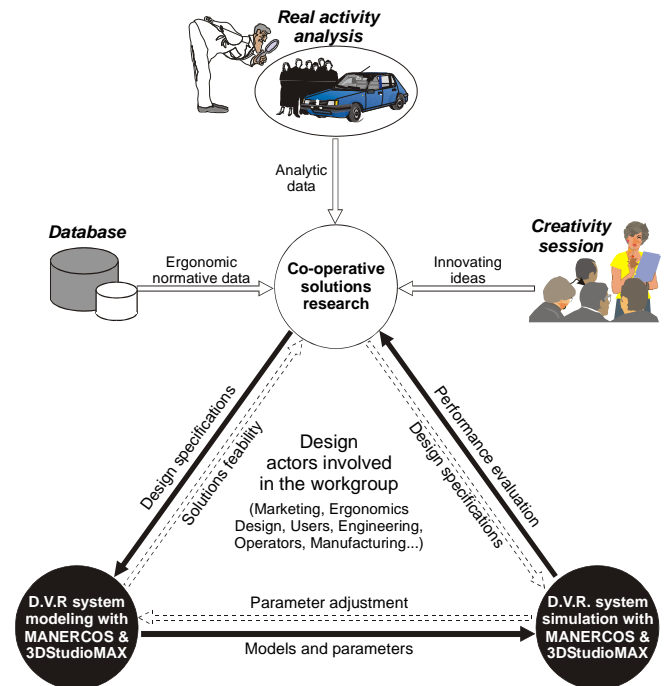 Real activity
analysis
Analytic
data
Database
Creativity
session
Ergonomic
normative data
Co-operative
solutions
research
Innovating
ideas
Design specifications
Solutions feability
Performance evaluation
Design specifications
Design
actors involved
in the workgroup
(Marketing, Ergonomics
Design, Users, Engineering,
Operators, Manufacturing...)
D.V.R system
modeling with
MANERCOS &
3DStudioMAX
Parameter adjustment
Models and parameters
D.V.R. system
simulation with
MANERCOS &
3DStudioMAX